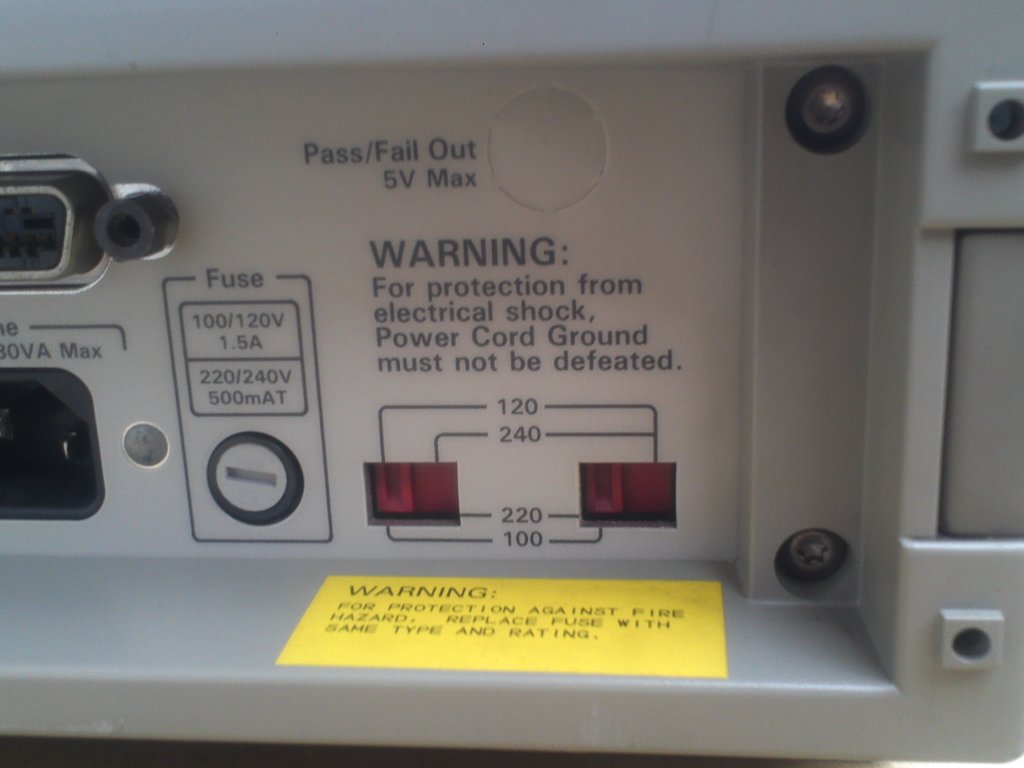 Pass/Fail Out
5V Max
WARNING:
For protection from
electrical shock,
Power Cord Ground
must not be defeated.
Fuse
100/120V
1.5A
220/240V
500mAT
Max
120
240
220
100
WARNING:
FOR PROTECTION AGAINST FIRE
HAZARD, REPLACE FUSE WITH
SAME TYPE AND RATING.